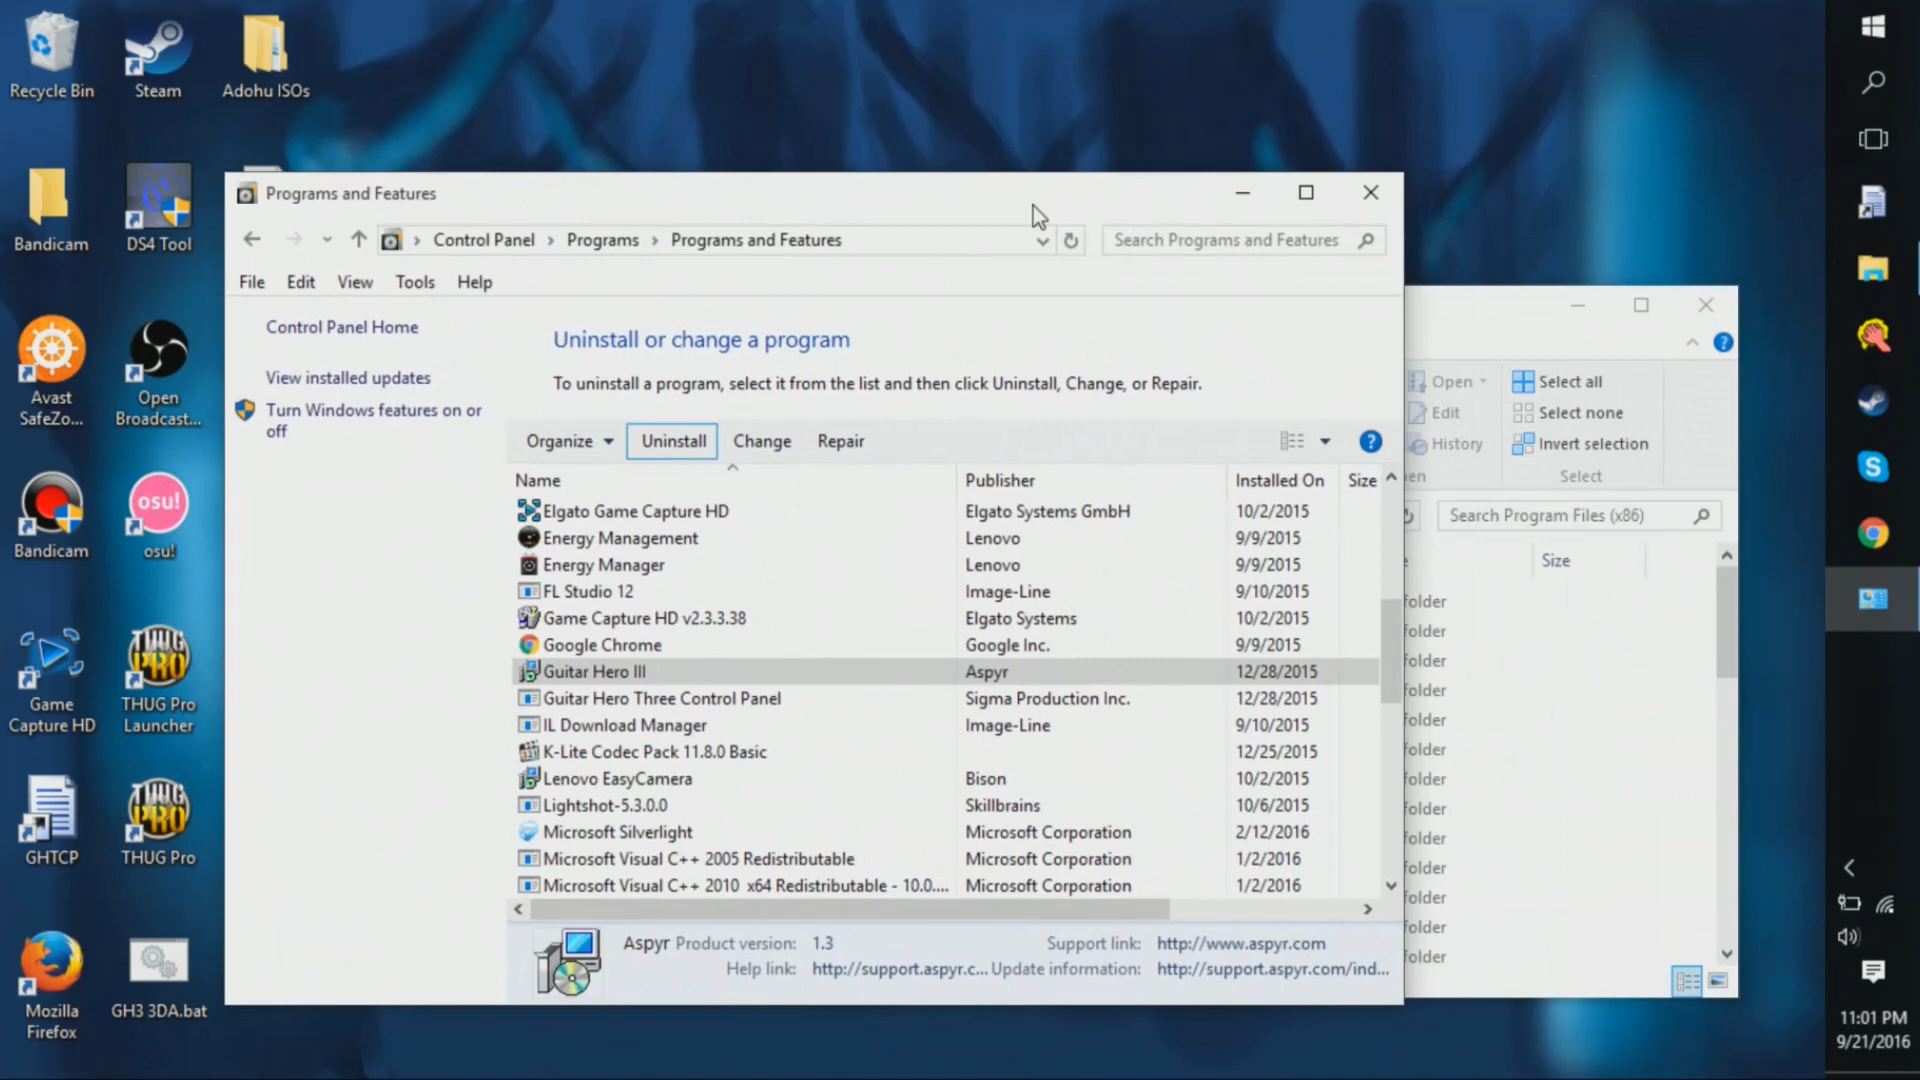 Recycle Bin
Steam
Adohu ISOs
Bandicam
DS4 Tool
Avast
SafeZo...
Open
Broadcast...
Bandicam
osu!
osu!
Game
Capture HD
THUG PRO
THUG Pro
Launcher
GHTCP
THUG PRO
THUG Pro
Mozilla
Firefox
GH3 3DA.bat
Programs and Features
Control Panel
Programs
Programs and Features
Search Programs and Features
File
Edit
View
Tools
Help
Control Panel Home
View installed updates
Turn Windows features on or
off
Uninstall or change a program
To uninstall a program, select it from the list and then click Uninstall, Change, or Repair.
Organize
Uninstall
Change
Repair
Name Publisher Installed On Size
Elgato Game Capture HD Elgato Systems GmbH 10/2/2015
Energy Management Lenovo 9/9/2015
Energy Manager Lenovo 9/9/2015
FL Studio 12 Image-Line 9/10/2015
Game Capture HD v2.3.3.38 Elgato Systems 10/2/2015
Google Chrome Google Inc. 9/9/2015
Guitar Hero III Aspyr 12/28/2015
Guitar Hero Three Control Panel Sigma Production Inc. 12/28/2015
IL Download Manager Image-Line 9/10/2015
K-Lite Codec Pack 11.8.0 Basic 12/25/2015
Lenovo EasyCamera Bison 10/2/2015
Lightshot-5.3.0.0 Skillbrains 10/6/2015
Microsoft Silverlight Microsoft Corporation 2/12/2016
Microsoft Visual C++ 2005 Redistributable Microsoft Corporation 1/2/2016
Microsoft Visual C++ 2010 x64 Redistributable - 10.0.... Microsoft Corporation 1/2/2016
Aspyr Product version: 1.3 Support link: http://www.aspyr.com
Help link: http://support.aspyr.c... Update information: http://support.aspyr.com/ind...
Open
Edit
History
Select all
Select none
Invert selection
Select
Search Program Files (x86)
Size
folder
folder
folder
folder
folder
folder
folder
folder
folder
folder
folder
folder
folder
11:01 PM
9/21/2016